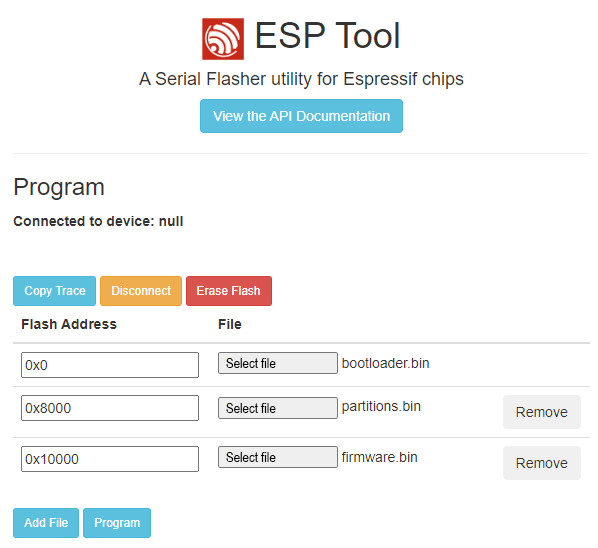 ESP Tool
A Serial Flasher utility for Espressif chips
View the API Documentation
Program
Connected to device: null
Copy Trace Disconnect Erase Flash
Flash Address File
0x0 Select file bootloader.bin
0x8000 Select file partitions.bin Remove
0x10000 Select file firmware.bin Remove
Add File Program